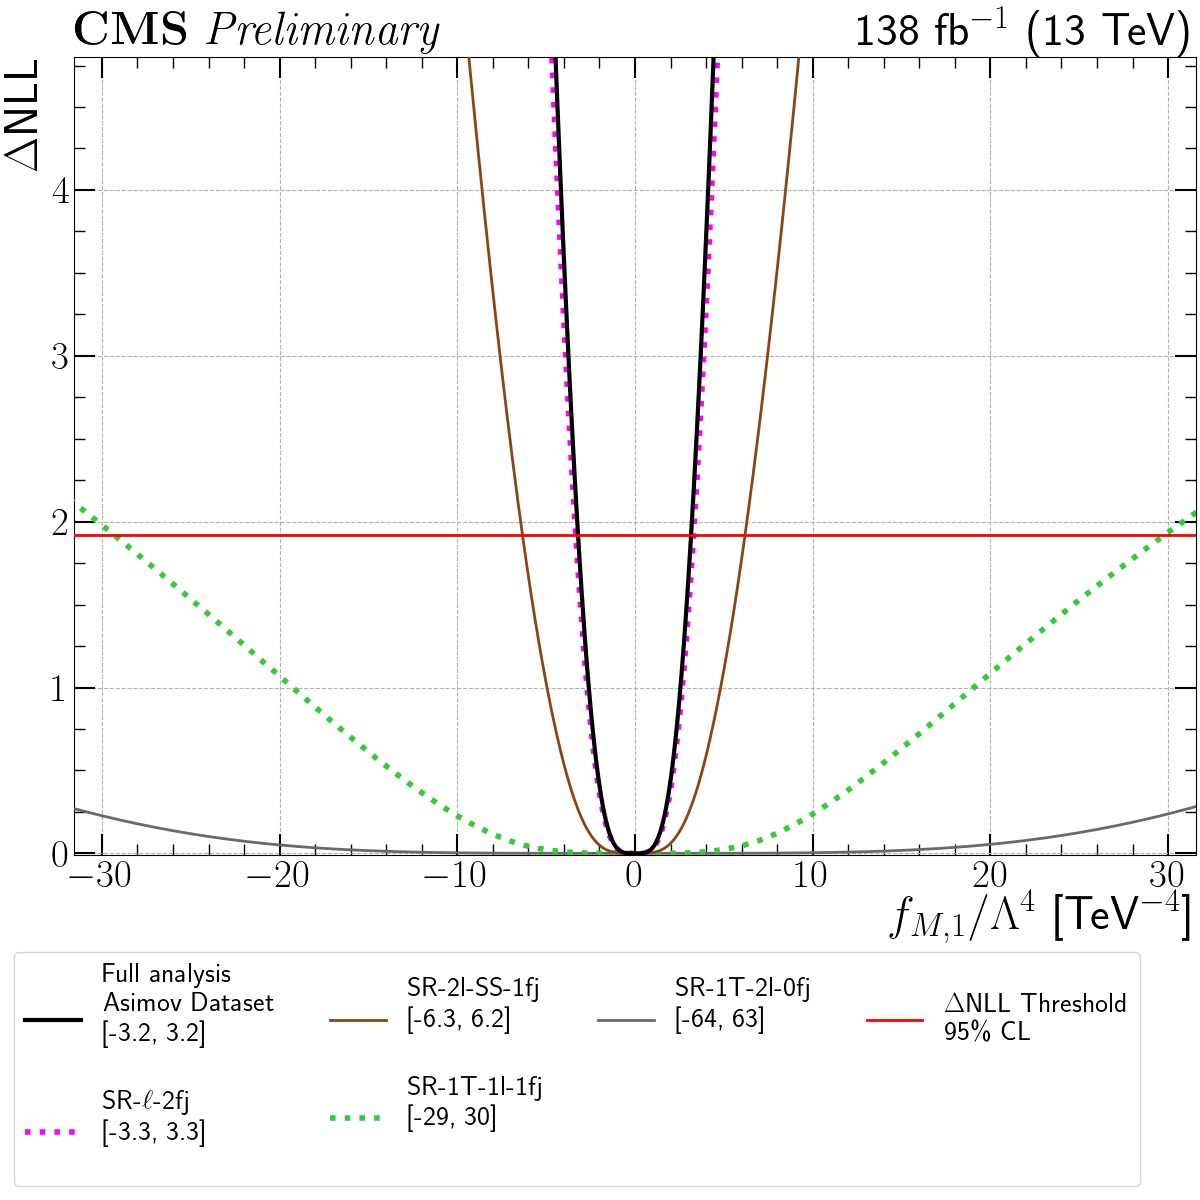 CMS Preliminary
138 fb⁻¹ (13 TeV)
ΔNLL
4
3
2
1
0
−30 −20 −10 0 10 20 30
f_{M,1}/Λ⁴ [TeV⁻⁴]
Full analysis
Asimov Dataset
[-3.2, 3.2]
SR-ℓ-2fj
[-3.3, 3.3]
SR-2l-SS-1fj
[-6.3, 6.2]
SR-1T-1l-1fj
[-29, 30]
SR-1T-2l-0fj
[-64, 63]
ΔNLL Threshold
95% CL